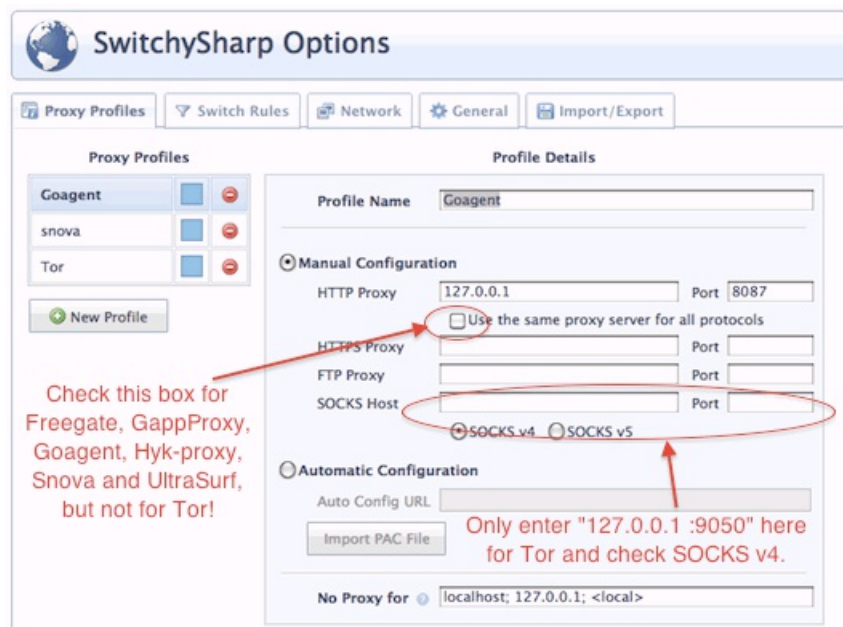 SwitchySharp Options
Proxy Profiles
Switch Rules
Network
General
Import/Export
Proxy Profiles
Goagent
snova
Tor
New Profile
Profile Details
Profile Name Goagent
Manual Configuration
HTTP Proxy 127.0.0.1 Port 8087
Use the same proxy server for all protocols
HTTPS Proxy Port
FTP Proxy Port
SOCKS Host Port
SOCKS v4 SOCKS v5
Automatic Configuration
Auto Config URL
Import PAC File
No Proxy for localhost; 127.0.0.1; <local>
Check this box for
Freegate, GappProxy,
Goagent, Hyk-proxy,
Snova and UltraSurf,
but not for Tor!
Only enter "127.0.0.1 :9050" here
for Tor and check SOCKS v4.